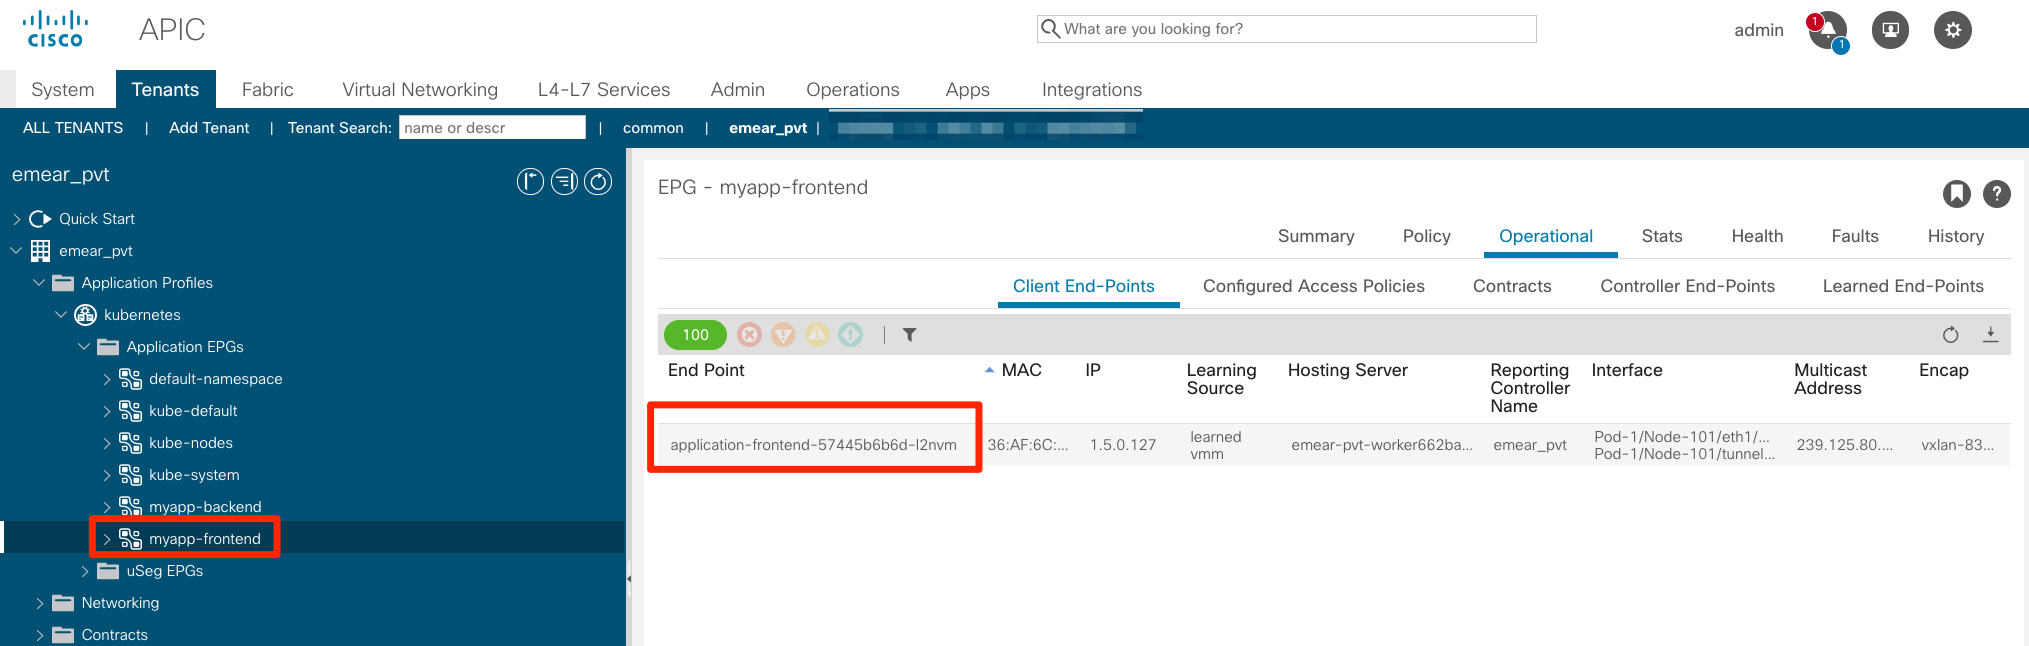 cisco
APIC
What are you looking for?
admin
1
1
System Tenants Fabric Virtual Networking L4-L7 Services Admin Operations Apps Integrations
ALL TENANTS | Add Tenant | Tenant Search: name or descr | common | emear_pvt |
emear_pvt
Quick Start
emear_pvt
Application Profiles
kubernetes
Application EPGs
default-namespace
kube-default
kube-nodes
kube-system
myapp-backend
myapp-frontend
uSeg EPGs
Networking
Contracts
EPG - myapp-frontend
?
Summary Policy Operational Stats Health Faults History
Client End-Points Configured Access Policies Contracts Controller End-Points Learned End-Points
100
End Point MAC IP Learning Source Hosting Server Reporting Controller Name Interface Multicast Address Encap
application-frontend-57445b6b6d-l2nvm 36:AF:6C:... 1.5.0.127 learned vmm emear-pvt-worker662ba... emear_pvt Pod-1/Node-101/eth1/... Pod-1/Node-101/tunnel... 239.125.80.... vxlan-83...